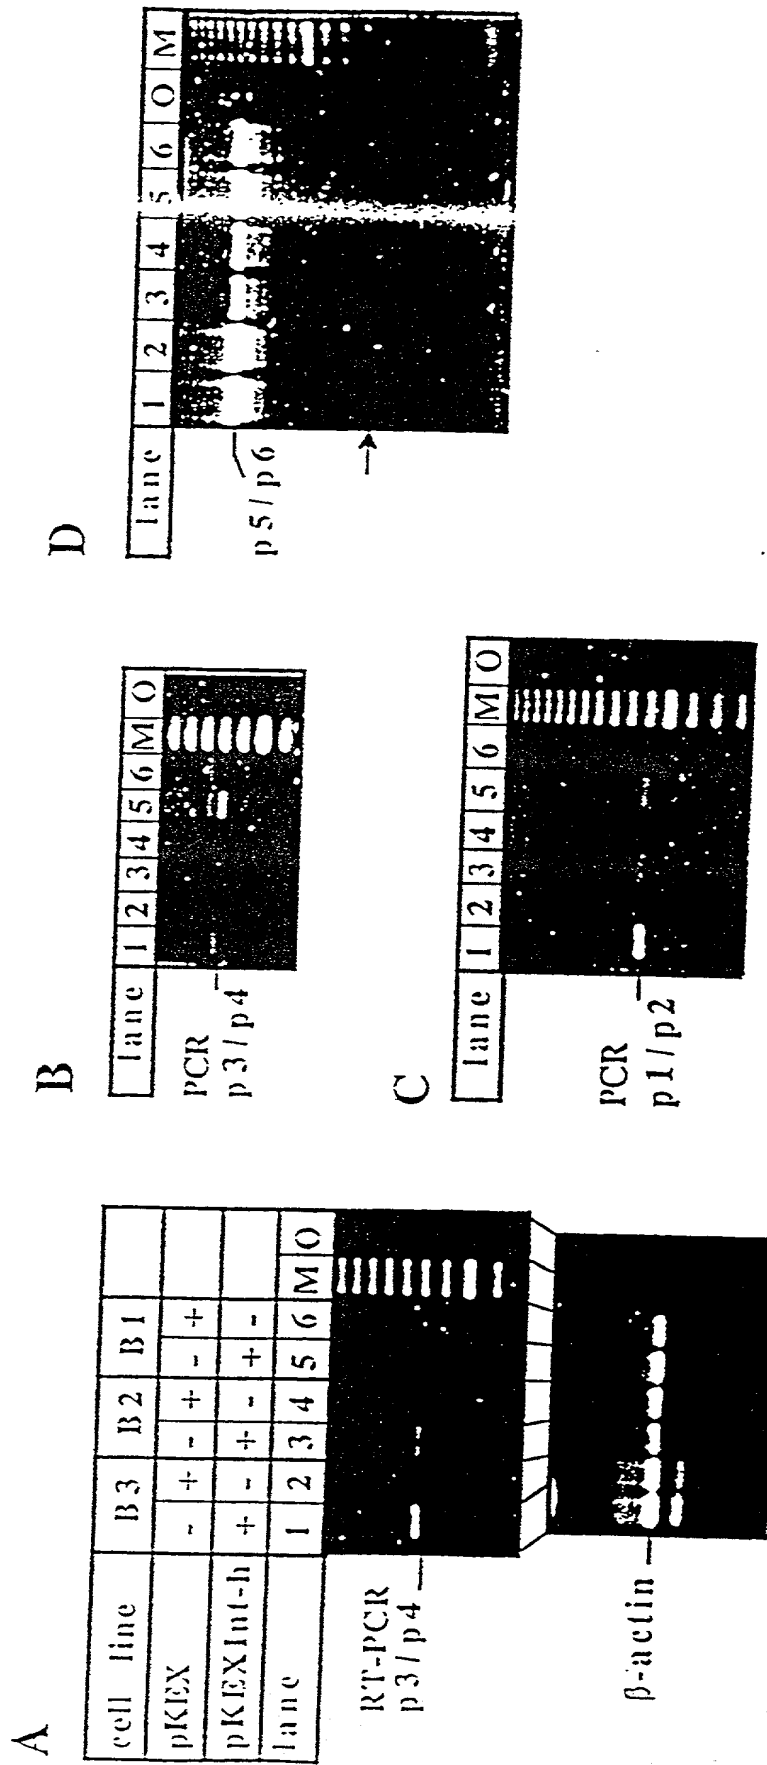 A
cell line B3 B2 B1
pKEX - + - + - +
pKEXInt-h + - + - + -
lane 1 2 3 4 5 6 M O
RT-PCR
p3/p4
β-actin
B
lane 1 2 3 4 5 6 M O
PCR
p3/p4
C
lane 1 2 3 4 5 6 M O
PCR
p1/p2
D
lane 1 2 3 4 5 6 O M
p5/p6